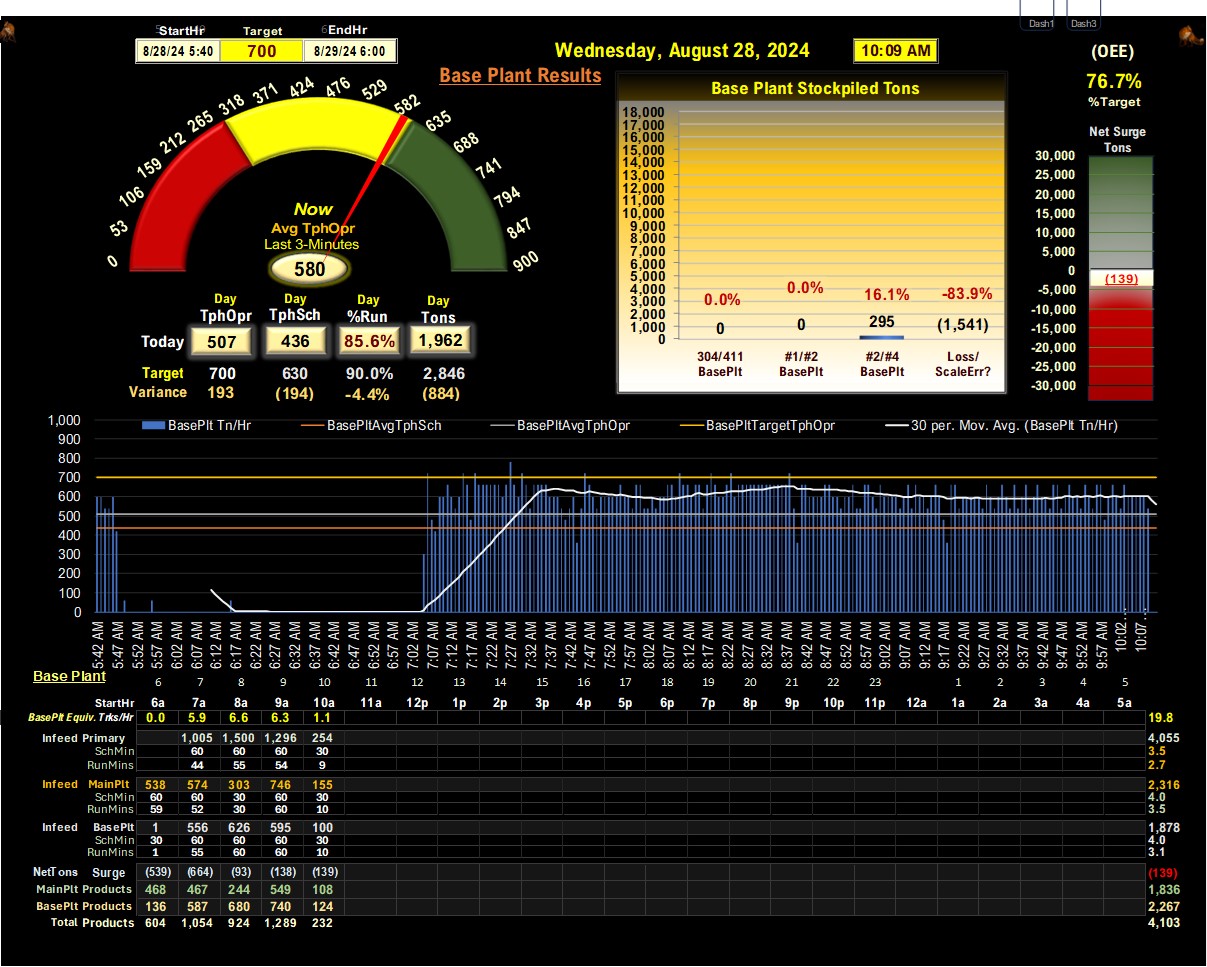 Dash1 Dash3
StartHr Target EndHr
8/28/24 5:40 700 8/29/24 6:00
Wednesday, August 28, 2024 10:09 AM
(OEE)
76.7%
%Target
Base Plant Results
0 53 106 159 212 265 318 371 424 476 529 582 635 688 741 794 847 900
Now
Avg TphOpr
Last 3-Minutes
580
Day Day Day Day
TphOpr TphSch %Run Tons
Today 507 436 85.6% 1,962
Target 700 630 90.0% 2,846
Variance 193 (194) -4.4% (884)
Base Plant Stockpiled Tons
18,000
17,000
16,000
15,000
14,000
13,000
12,000
11,000
10,000
9,000
8,000
7,000
6,000
5,000
4,000
3,000
2,000
1,000
0
0.0% 0.0% 16.1% -83.9%
0 0 295 (1,541)
304/411 #1/#2 #2/#4 Loss/
BasePlt BasePlt BasePlt ScaleErr?
Net Surge
Tons
30,000
25,000
20,000
15,000
10,000
5,000
0
(139)
-5,000
-10,000
-15,000
-20,000
-25,000
-30,000
BasePlt Tn/Hr BasePltAvgTphSch BasePltAvgTphOpr BasePltTargetTphOpr 30 per. Mov. Avg. (BasePlt Tn/Hr)
1,000
900
800
700
600
500
400
300
200
100
0
5:42 AM 5:47 AM 5:52 AM 5:57 AM 6:02 AM 6:07 AM 6:12 AM 6:17 AM 6:22 AM 6:27 AM 6:32 AM 6:37 AM 6:42 AM 6:47 AM 6:52 AM 6:57 AM 7:02 AM 7:07 AM 7:12 AM 7:17 AM 7:22 AM 7:27 AM 7:32 AM 7:37 AM 7:42 AM 7:47 AM 7:52 AM 7:57 AM 8:02 AM 8:07 AM 8:12 AM 8:17 AM 8:22 AM 8:27 AM 8:32 AM 8:37 AM 8:42 AM 8:47 AM 8:52 AM 8:57 AM 9:02 AM 9:07 AM 9:12 AM 9:17 AM 9:22 AM 9:27 AM 9:32 AM 9:37 AM 9:42 AM 9:47 AM 9:52 AM 9:57 AM 10:02... 10:07...
Base Plant
6 7 8 9 10 11 12 13 14 15 16 17 18 19 20 21 22 23 1 2 3 4 5
StartHr 6a 7a 8a 9a 10a 11a 12p 1p 2p 3p 4p 5p 6p 7p 8p 9p 10p 11p 12a 1a 2a 3a 4a 5a
BasePlt Equiv. Trks/Hr 0.0 5.9 6.6 6.3 1.1 19.8
Infeed Primary 1,005 1,500 1,296 254 4,055
SchMin 60 60 60 30 3.5
RunMins 44 55 54 9 2.7
Infeed MainPlt 538 574 303 746 155 2,316
SchMin 60 60 30 60 30 4.0
RunMins 59 52 30 60 10 3.5
Infeed BasePlt 1 556 626 595 100 1,878
SchMin 30 60 60 60 30 4.0
RunMins 1 55 60 60 10 3.1
NetTons Surge (539) (664) (93) (138) (139) (139)
MainPlt Products 468 467 244 549 108 1,836
BasePlt Products 136 587 680 740 124 2,267
Total Products 604 1,054 924 1,289 232 4,103